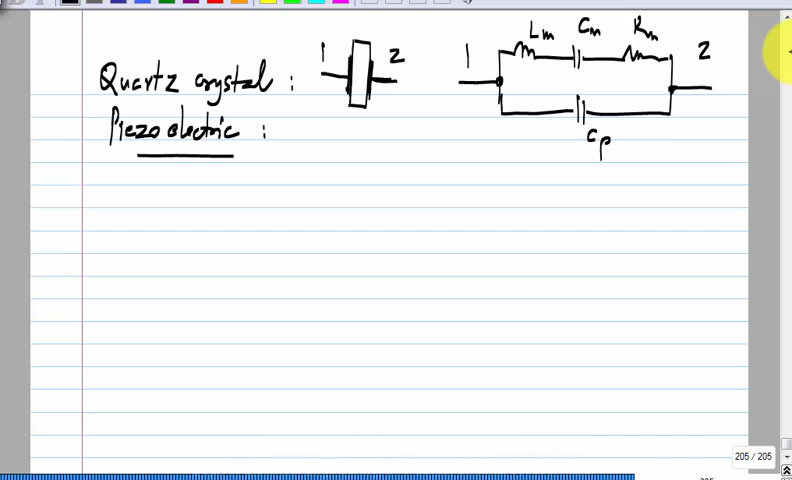 Lm Cm Rm
Quartz crystal : 1 2 1 2
Piezoelectric :
Cp
205 / 205